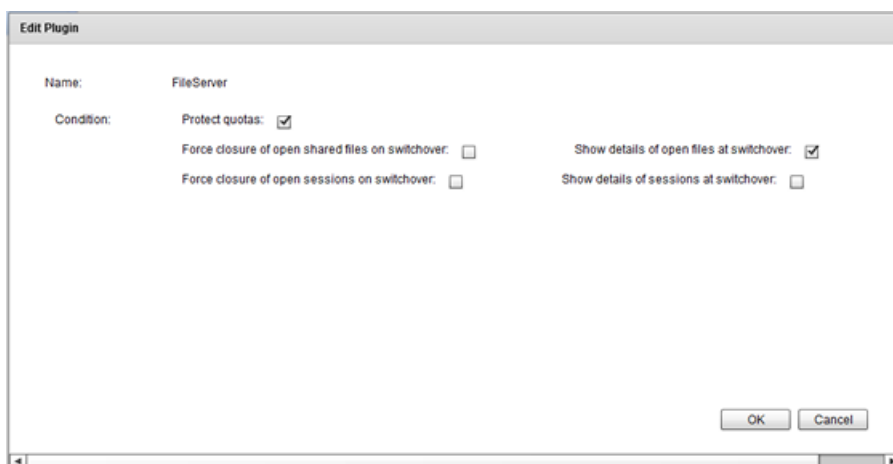 Edit Plugin
Name: FileServer
Condition: Protect quotas:
Force closure of open shared files on switchover: Show details of open files at switchover:
Force closure of open sessions on switchover: Show details of sessions at switchover:
OK Cancel